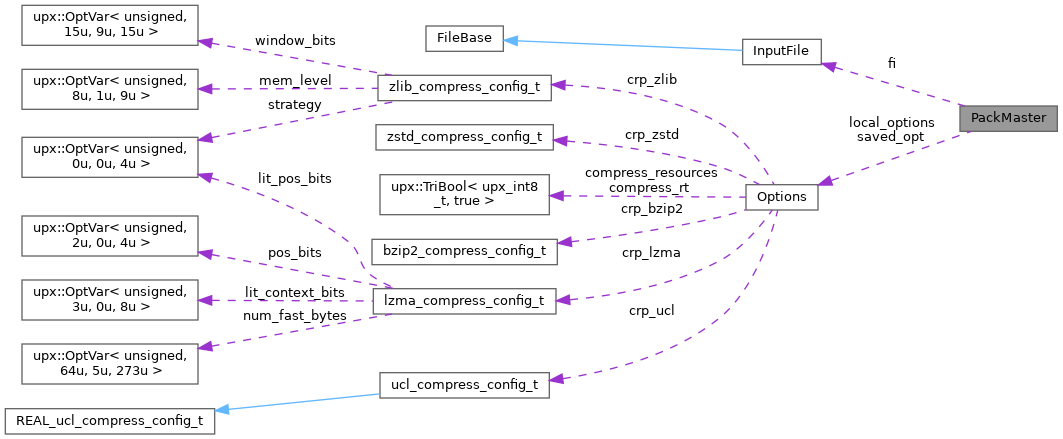 upx::OptVar< unsigned,
15u, 9u, 15u >
upx::OptVar< unsigned,
8u, 1u, 9u >
upx::OptVar< unsigned,
0u, 0u, 4u >
upx::OptVar< unsigned,
2u, 0u, 4u >
upx::OptVar< unsigned,
3u, 0u, 8u >
upx::OptVar< unsigned,
64u, 5u, 273u >
REAL_ucl_compress_config_t
window_bits
mem_level
strategy
lit_pos_bits
pos_bits
lit_context_bits
num_fast_bytes
FileBase
zlib_compress_config_t
zstd_compress_config_t
upx::TriBool< upx_int8
_t, true >
bzip2_compress_config_t
lzma_compress_config_t
ucl_compress_config_t
crp_zlib
crp_zstd
compress_resources
compress_rt
crp_bzip2
crp_lzma
crp_ucl
InputFile
Options
fi
local_options
saved_opt
PackMaster